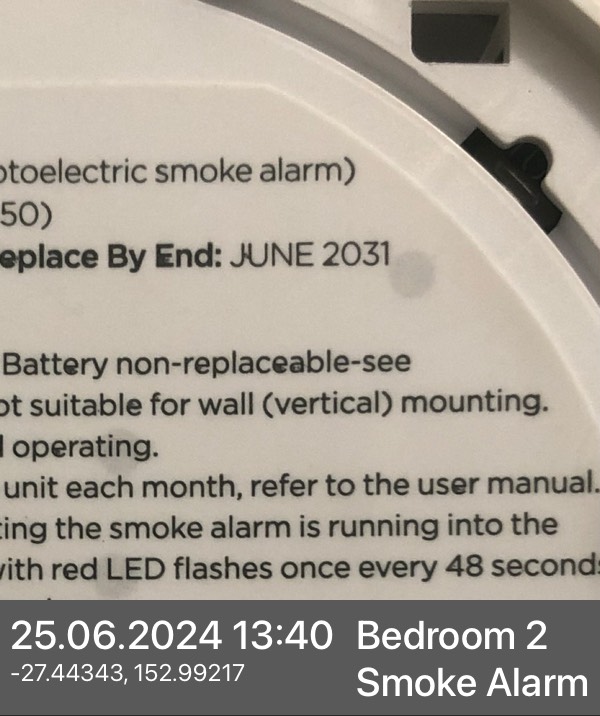 otoelectric smoke alarm)
50)
eplace By End: JUNE 2031
Battery non-replaceable-see
ot suitable for wall (vertical) mounting.
operating.
unit each month, refer to the user manual.
ting the smoke alarm is running into the
with red LED flashes once every 48 seconds
25.06.2024 13:40
-27.44343, 152.99217
Bedroom 2
Smoke Alarm